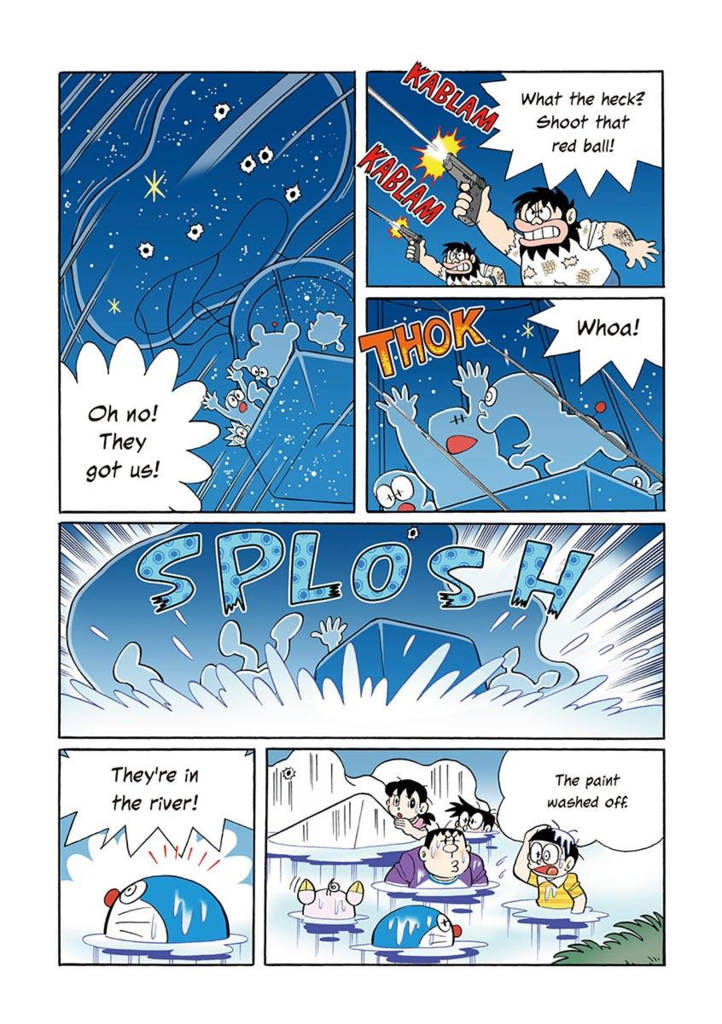 Oh no!
They
got us!
KABLAM
What the heck?
Shoot that
red ball!
KABLAM
THOK
Whoa!
SPLOSH
They're in
the river!
The paint
washed off.